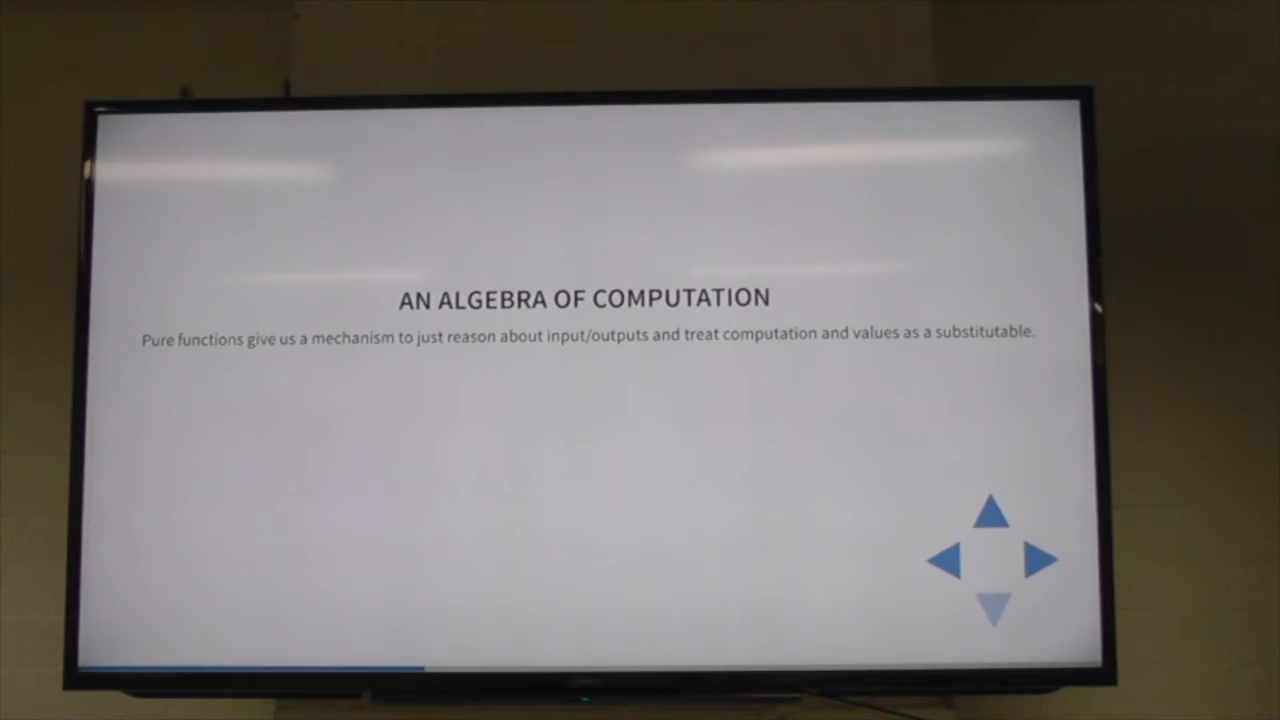 AN ALGEBRA OF COMPUTATION
Pure functions give us a mechanism to just reason about input/outputs and treat computation and values as a substitutable.